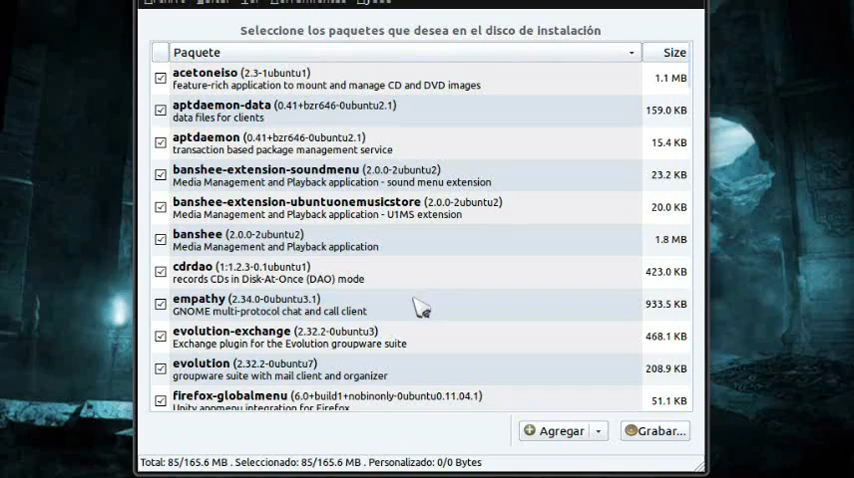 Seleccione los paquetes que desea en el disco de instalación
Paquete Size
acetoneiso (2.3-1ubuntu1)
feature-rich application to mount and manage CD and DVD images
1.1 MB
aptdaemon-data (0.41+bzr646-0ubuntu2.1)
data files for clients
159.0 KB
aptdaemon (0.41+bzr646-0ubuntu2.1)
transaction based package management service
15.4 KB
banshee-extension-soundmenu (2.0.0-2ubuntu2)
Media Management and Playback application - sound menu extension
23.2 KB
banshee-extension-ubuntuonemusicstore (2.0.0-2ubuntu2)
Media Management and Playback application - U1MS extension
20.0 KB
banshee (2.0.0-2ubuntu2)
Media Management and Playback application
1.8 MB
cdrdao (1:1.2.3-0.1ubuntu1)
records CDs in Disk-At-Once (DAO) mode
423.0 KB
empathy (2.34.0-0ubuntu3.1)
GNOME multi-protocol chat and call client
933.5 KB
evolution-exchange (2.32.2-0ubuntu3)
Exchange plugin for the Evolution groupware suite
468.1 KB
evolution (2.32.2-0ubuntu7)
groupware suite with mail client and organizer
208.9 KB
firefox-globalmenu (6.0+build1+nobinonly-0ubuntu0.11.04.1)
Unity appmenu integration for Firefox
51.1 KB
Agregar Grabar...
Total: 85/165.6 MB . Seleccionado: 85/165.6 MB . Personalizado: 0/0 Bytes